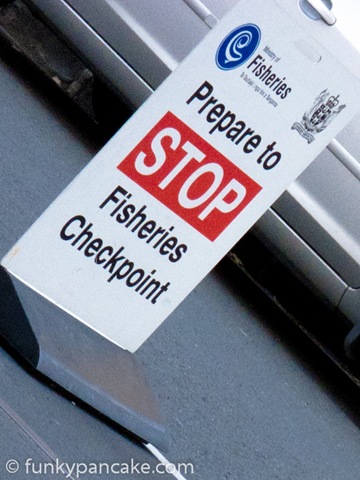 Ministry of
Fisheries
Prepare to
STOP
Fisheries
Checkpoint
© funkypancake.com